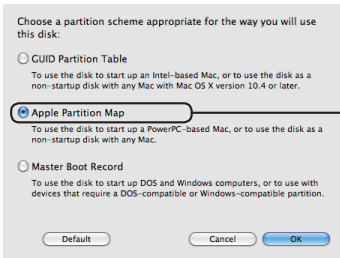 Choose a partition scheme appropriate for the way you will use
this disk:
GUID Partition Table
To use the disk to start up an Intel-based Mac, or to use the disk as a
non-startup disk with any Mac with Mac OS X version 10.4 or later.
Apple Partition Map
To use the disk to start up a PowerPC-based Mac, or to use the disk as a
non-startup disk with any Mac.
Master Boot Record
To use the disk to start up DOS and Windows computers, or to use with
devices that require a DOS-compatible or Windows-compatible partition.
Default Cancel OK